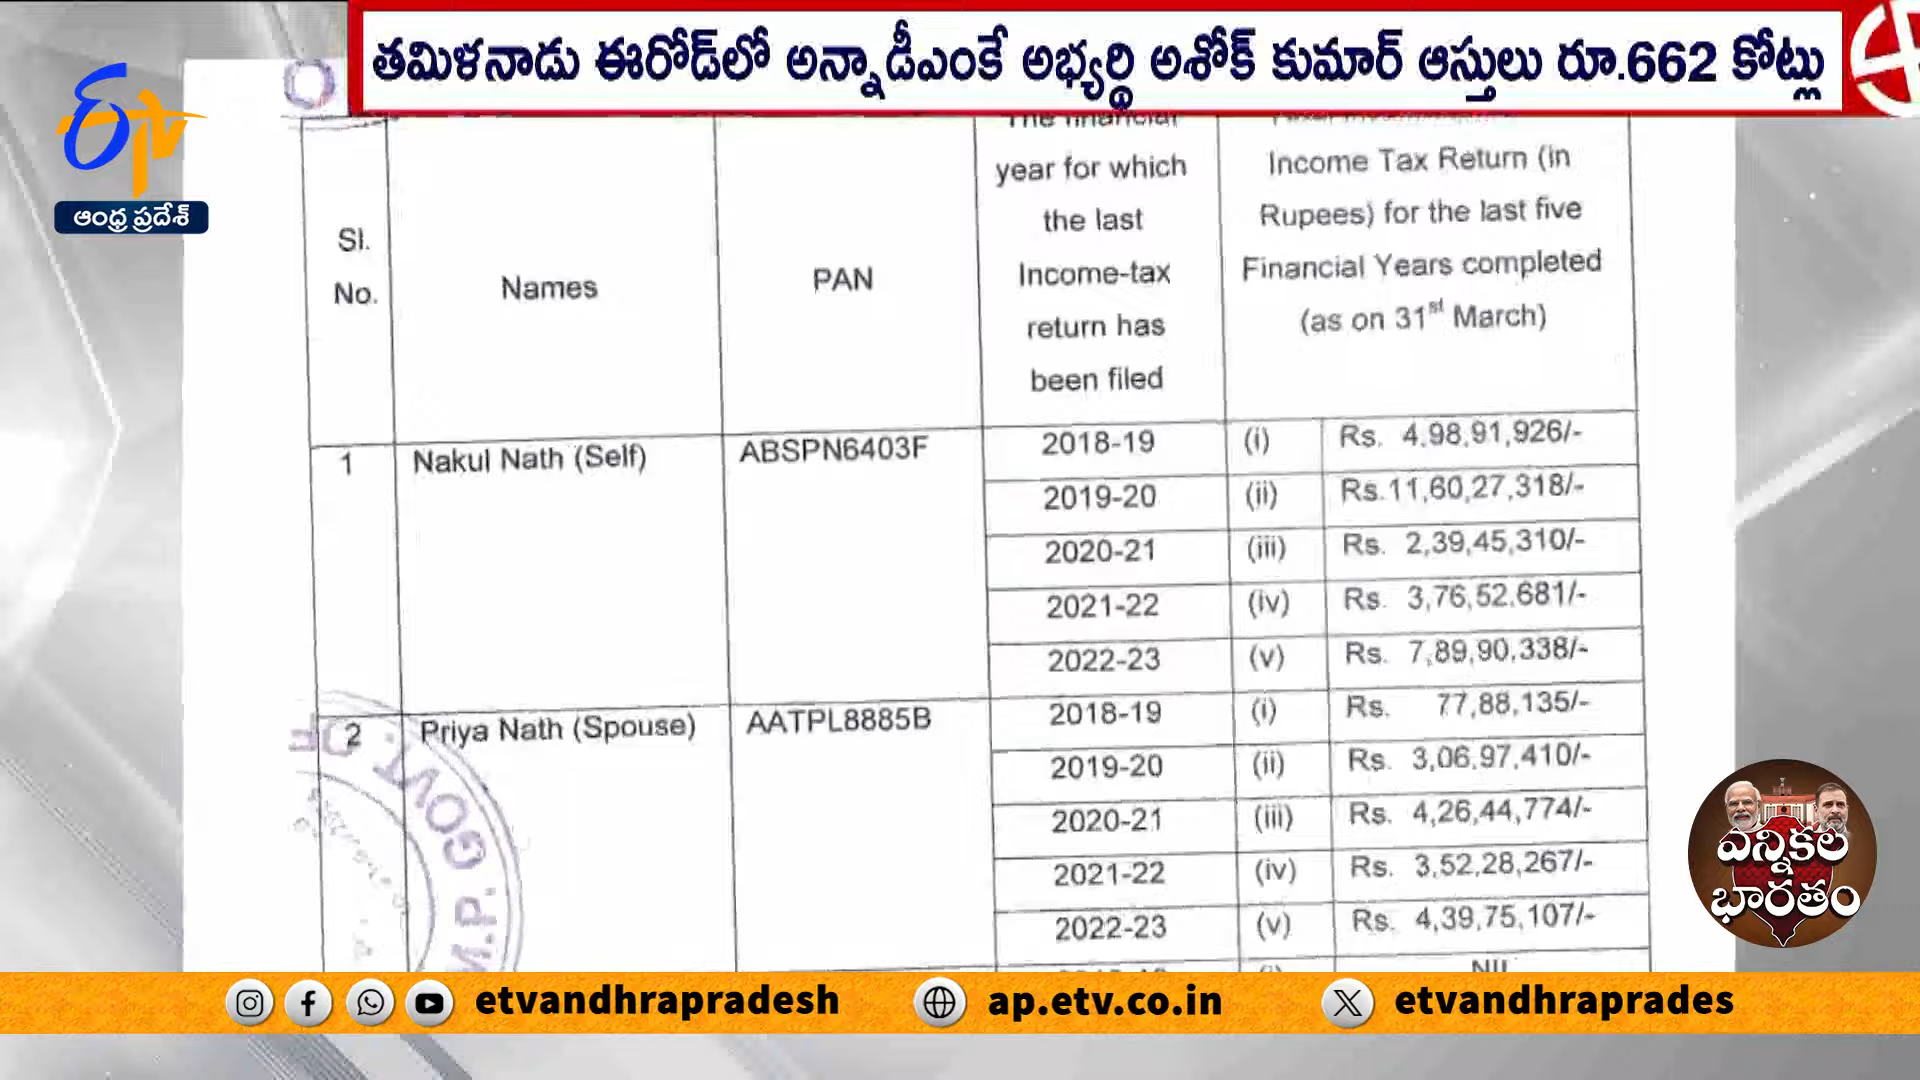 తమిళనాడు ఈరోడ్‌లో అన్నాడీఎంకే అభ్యర్థి అశోక్ కుమార్ ఆస్తులు రూ.662 కోట్లు
ETV
ఆంధ్ర ప్రదేశ్
Sl. No.
Names
PAN
The financial
year for which
the last
Income-tax
return has
been filed
Income Tax Return (in
Rupees) for the last five
Financial Years completed
(as on 31st March)
1 Nakul Nath (Self) ABSPN6403F 2018-19 (i) Rs. 4,98,91,926/-
2019-20 (ii) Rs.11,60,27,318/-
2020-21 (iii) Rs. 2,39,45,310/-
2021-22 (iv) Rs. 3,76,52,681/-
2022-23 (v) Rs. 7,89,90,338/-
2 Priya Nath (Spouse) AATPL8885B 2018-19 (i) Rs. 77,88,135/-
2019-20 (ii) Rs. 3,06,97,410/-
2020-21 (iii) Rs. 4,26,44,774/-
2021-22 (iv) Rs. 3,52,28,267/-
2022-23 (v) Rs. 4,39,75,107/-
GOVT. OF M.P.
ఎన్నికల
భారతం
etvandhrapradesh
ap.etv.co.in
etvandhraprades